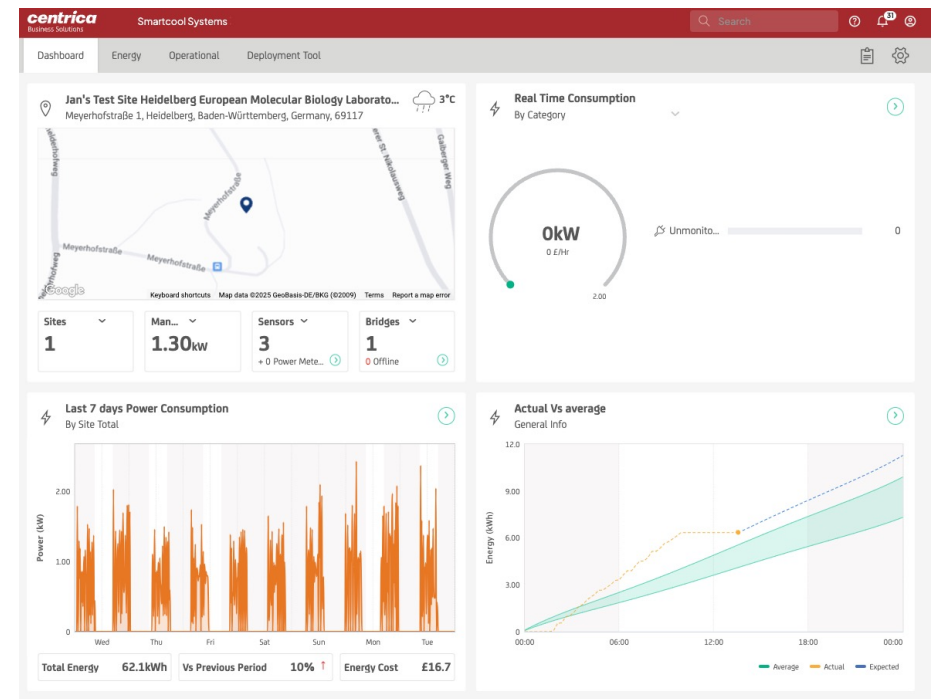 centrica
Business Solutions
Smartcool Systems
Search
31
Dashboard
Energy
Operational
Deployment Tool
Jan's Test Site Heidelberg European Molecular Biology Laborato...
3°C
Meyerhofstraße 1, Heidelberg, Baden-Württemberg, Germany, 69117
Meyerhofstraße
Meyerhofstraße
Meyerhofstraße
erer St. Nikolausweg
Gaiberger Weg
Google
Keyboard shortcuts
Map data ©2025 GeoBasis-DE/BKG (©2009)
Terms
Report a map error
Sites
1
Man...
1.30kW
Sensors
3
+ 0 Power Mete...
Bridges
1
0 Offline
Real Time Consumption
By Category
0kW
0 £/Hr
2.00
Unmonito...
0
Last 7 days Power Consumption
By Site Total
Power (kW)
2.00
1.00
0
Wed
Thu
Fri
Sat
Sun
Mon
Tue
Total Energy
62.1kWh
Vs Previous Period
10% ↑
Energy Cost
£16.7
Actual Vs average
General Info
Energy (kWh)
12.0
9.00
6.00
3.00
0
00:00
06:00
12:00
18:00
00:00
Average
Actual
Expected